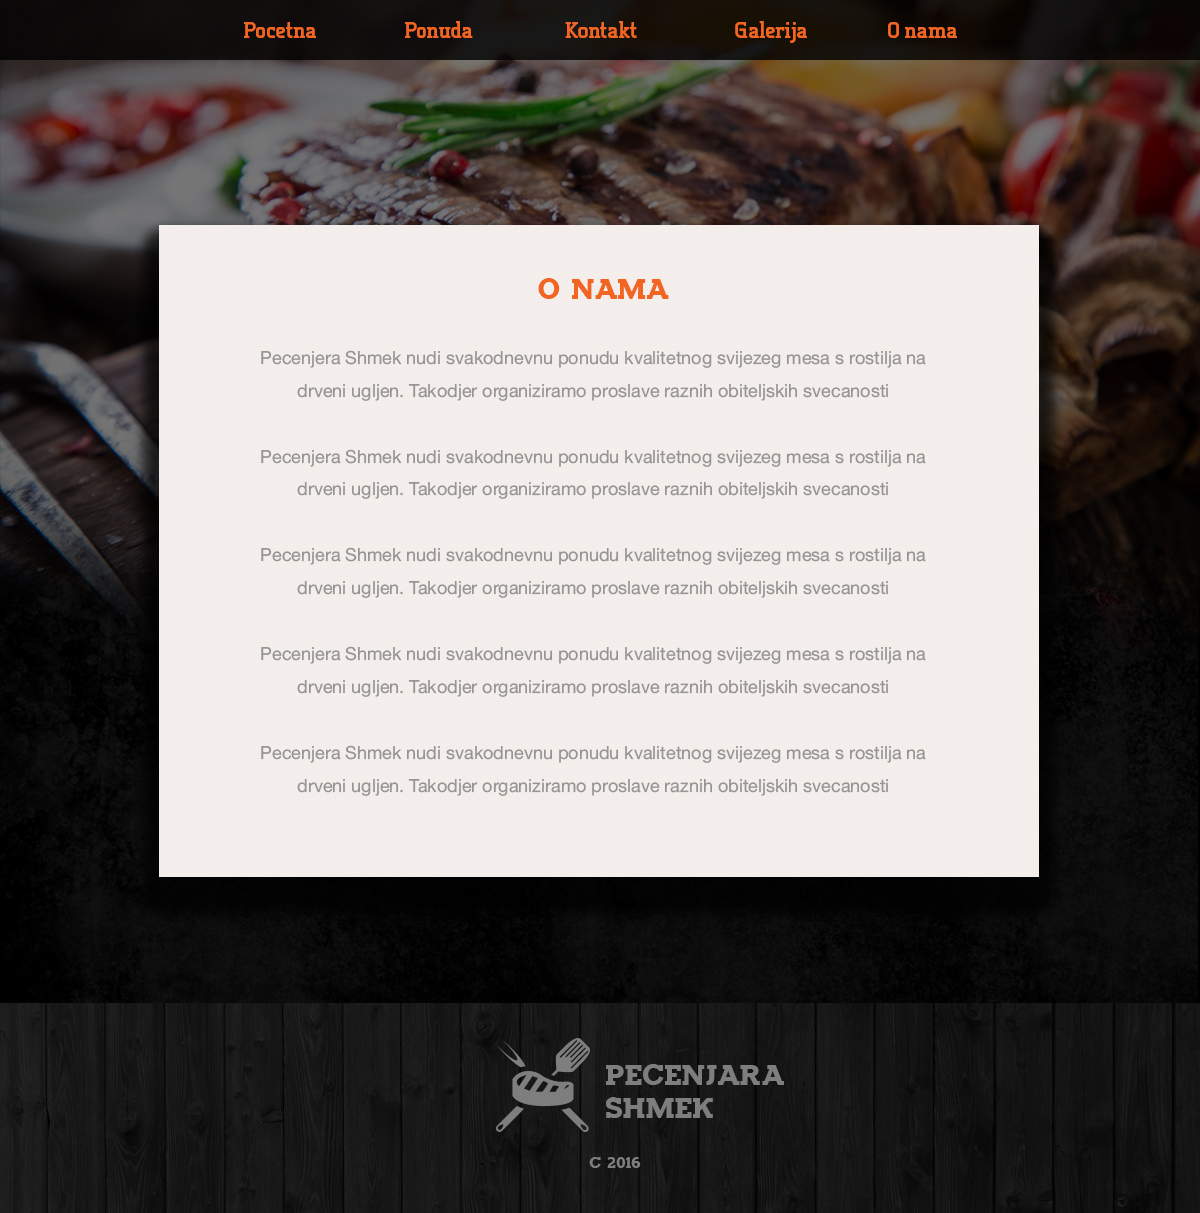 Pocetna Ponuda Kontakt Galerija O nama
O NAMA
Pecenjera Shmek nudi svakodnevnu ponudu kvalitetnog svijezeg mesa s rostilja na
drveni ugljen. Takodjer organiziramo proslave raznih obiteljskih svecanosti
Pecenjera Shmek nudi svakodnevnu ponudu kvalitetnog svijezeg mesa s rostilja na
drveni ugljen. Takodjer organiziramo proslave raznih obiteljskih svecanosti
Pecenjera Shmek nudi svakodnevnu ponudu kvalitetnog svijezeg mesa s rostilja na
drveni ugljen. Takodjer organiziramo proslave raznih obiteljskih svecanosti
Pecenjera Shmek nudi svakodnevnu ponudu kvalitetnog svijezeg mesa s rostilja na
drveni ugljen. Takodjer organiziramo proslave raznih obiteljskih svecanosti
Pecenjera Shmek nudi svakodnevnu ponudu kvalitetnog svijezeg mesa s rostilja na
drveni ugljen. Takodjer organiziramo proslave raznih obiteljskih svecanosti
PECENJARA
SHMEK
C 2016